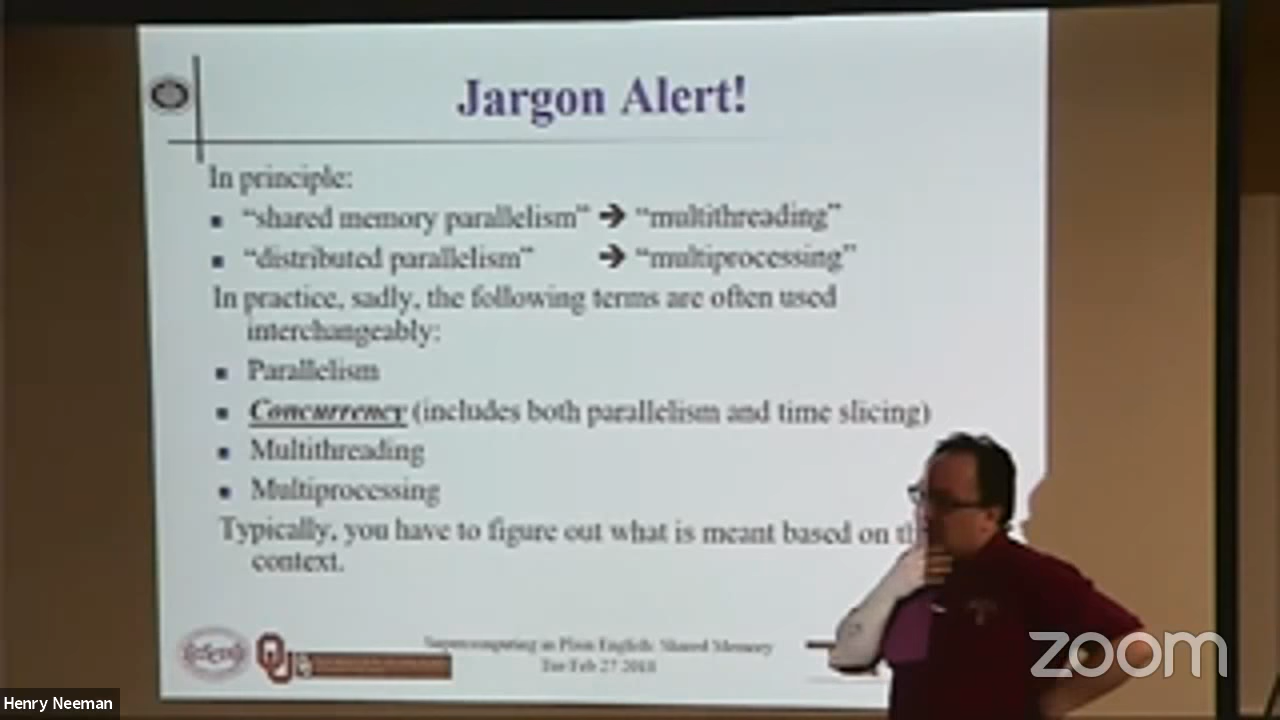 Jargon Alert!
In principle:
▪ “shared memory parallelism” ➔ “multithreading”
▪ “distributed parallelism” ➔ “multiprocessing”
In practice, sadly, the following terms are often used
interchangeably:
▪ Parallelism
▪ Concurrency (includes both parallelism and time slicing)
▪ Multithreading
▪ Multiprocessing
Typically, you have to figure out what is meant based on
context.
Supercomputing in Plain English: Shared Memory
Tue Feb 27 2018
zoom
Henry Neeman